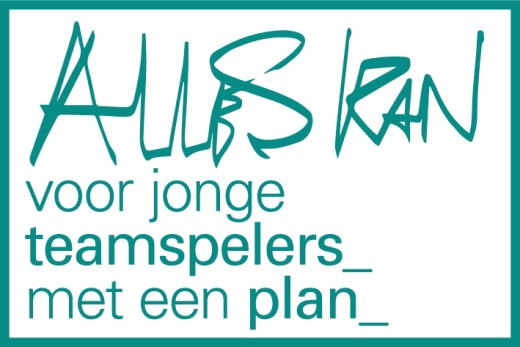 ALLES KAN
voor jonge
teamspelers_
met een plan_